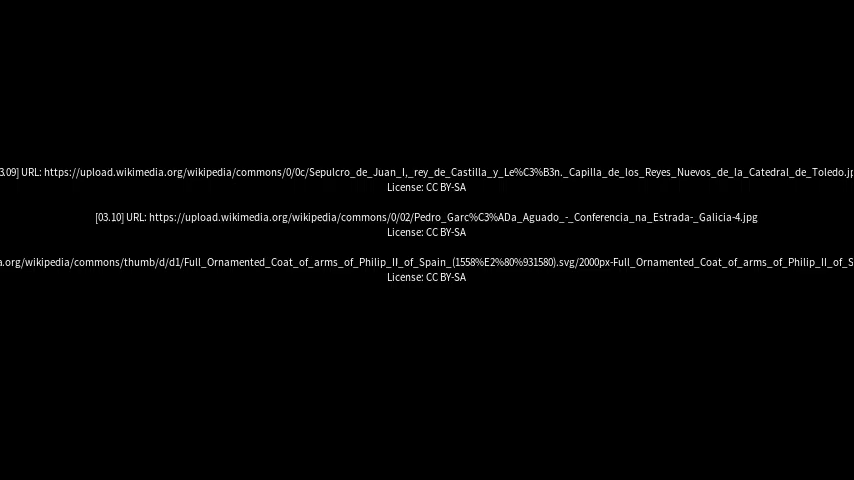 3.09] URL: https://upload.wikimedia.org/wikipedia/commons/0/0c/Sepulcro_de_Juan_I,_rey_de_Castilla_y_Le%C3%B3n._Capilla_de_los_Reyes_Nuevos_de_la_Catedral_de_Toledo.jp
License: CC BY-SA
[03.10] URL: https://upload.wikimedia.org/wikipedia/commons/0/02/Pedro_Garc%C3%ADa_Aguado_-_Conferencia_na_Estrada-_Galicia-4.jpg
License: CC BY-SA
a.org/wikipedia/commons/thumb/d/d1/Full_Ornamented_Coat_of_arms_of_Philip_II_of_Spain_(1558%E2%80%931580).svg/2000px-Full_Ornamented_Coat_of_arms_of_Philip_II_of_S
License: CC BY-SA